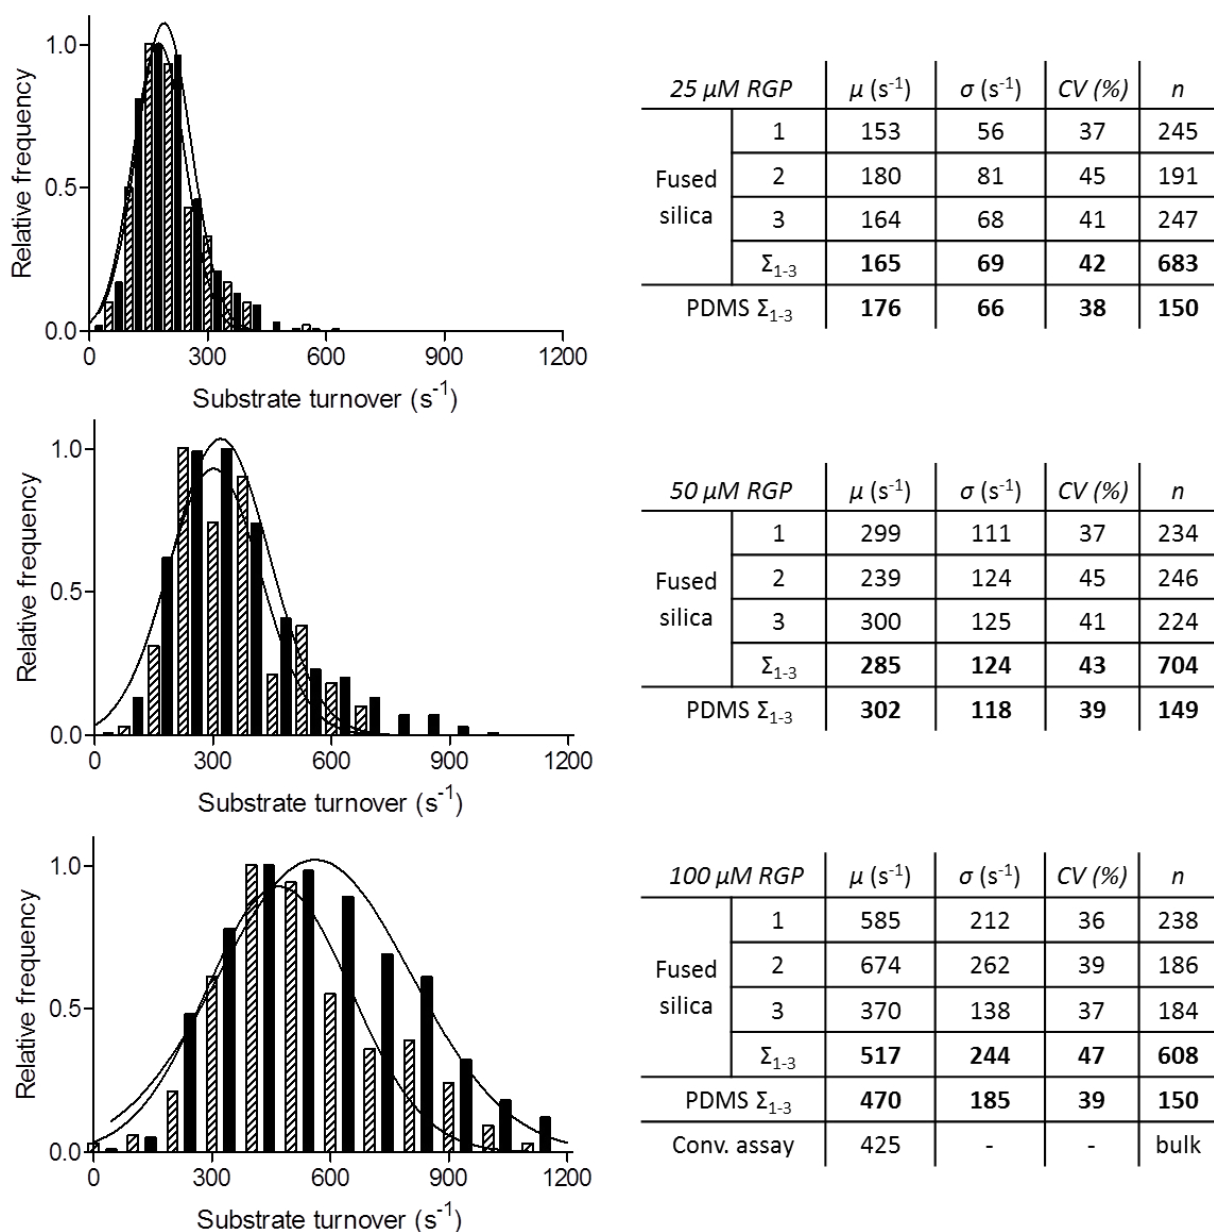 1.0
0.5
0.0
0 300 600 900 1200
Relative frequency
Substrate turnover (s⁻¹)
25 µM RGP μ (s⁻¹) σ (s⁻¹) CV (%) n
Fused silica
1 153 56 37 245
2 180 81 45 191
3 164 68 41 247
Σ₁₋₃ 165 69 42 683
PDMS Σ₁₋₃ 176 66 38 150
1.0
0.5
0.0
0 300 600 900 1200
Relative frequency
Substrate turnover (s⁻¹)
50 µM RGP μ (s⁻¹) σ (s⁻¹) CV (%) n
Fused silica
1 299 111 37 234
2 239 124 45 246
3 300 125 41 224
Σ₁₋₃ 285 124 43 704
PDMS Σ₁₋₃ 302 118 39 149
1.0
0.5
0.0
0 300 600 900 1200
Relative frequency
Substrate turnover (s⁻¹)
100 µM RGP μ (s⁻¹) σ (s⁻¹) CV (%) n
Fused silica
1 585 212 36 238
2 674 262 39 186
3 370 138 37 184
Σ₁₋₃ 517 244 47 608
PDMS Σ₁₋₃ 470 185 39 150
Conv. assay 425 - - bulk